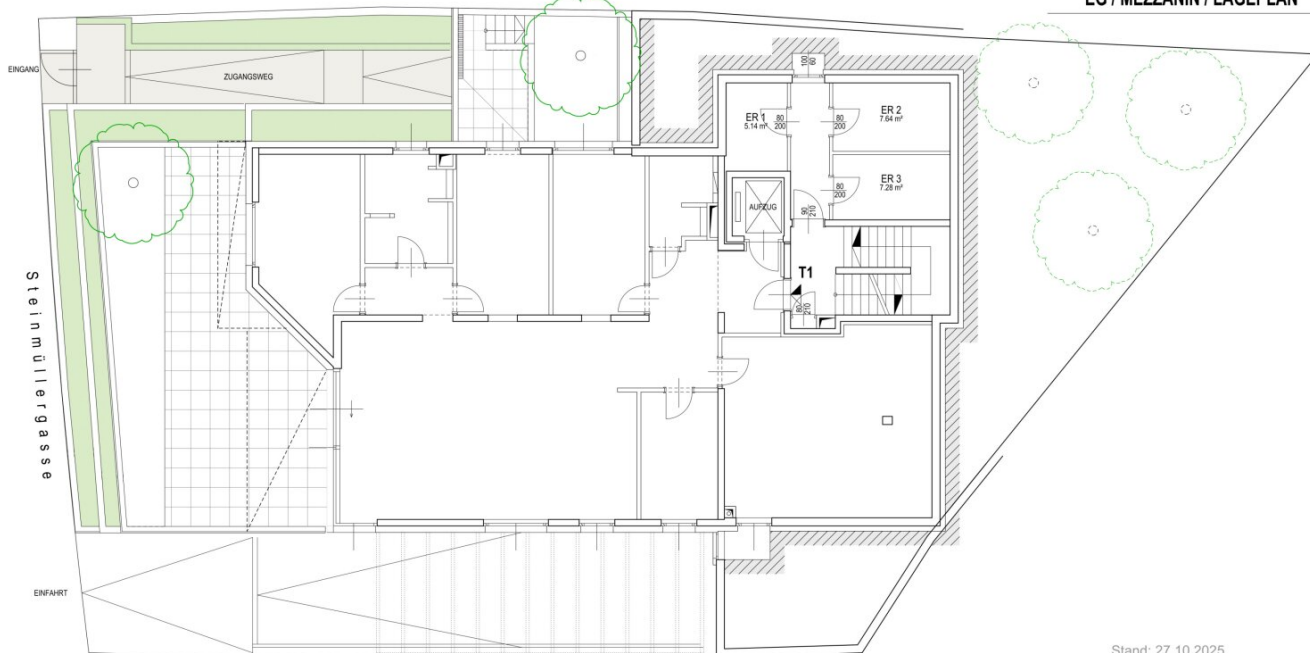 EG / MEZZANIN / LAGEPLAN
EINGANG
ZUGANGSWEG
100
60
ER 1
5.14 m²
80
200
80
200
ER 2
7.64 m²
ER 3
7.28 m²
80
200
AUFZUG
90
210
T1
80
210
Steinmüllergasse
EINFAHRT
Stand: 27.10.2025